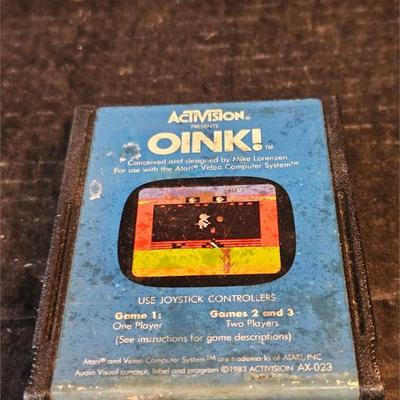 ACTIVISION®
PRESENTS
OINK!™
Conceived and designed by Mike Lorenzen
For use with the Atari® Video Computer System™
USE JOYSTICK CONTROLLERS
Game 1: Games 2 and 3
One Player Two Players
(See instructions for game descriptions)
Atari® and Video Computer System™ are trademarks of ATARI, INC.
Audio Visual concept, label and program ©1983 ACTIVISION AX-023